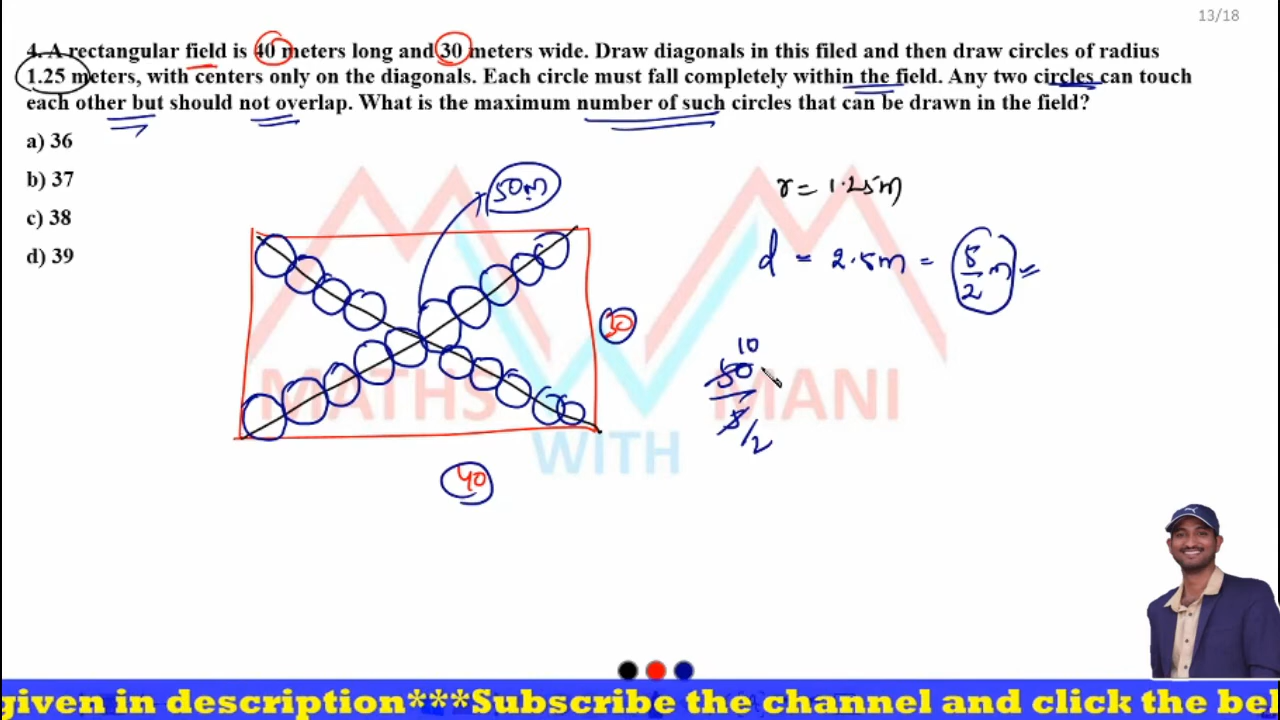 13/18
4. A rectangular field is 40 meters long and 30 meters wide. Draw diagonals in this filed and then draw circles of radius
1.25 meters, with centers only on the diagonals. Each circle must fall completely within the field. Any two circles can touch
each other but should not overlap. What is the maximum number of such circles that can be drawn in the field?
a) 36
b) 37
c) 38
d) 39
50m
r = 1.25m
d = 2.5m = 5/2 m =
30
10
50
5/2
MATHS WITH MANI
40
given in description***Subscribe the channel and click the bel